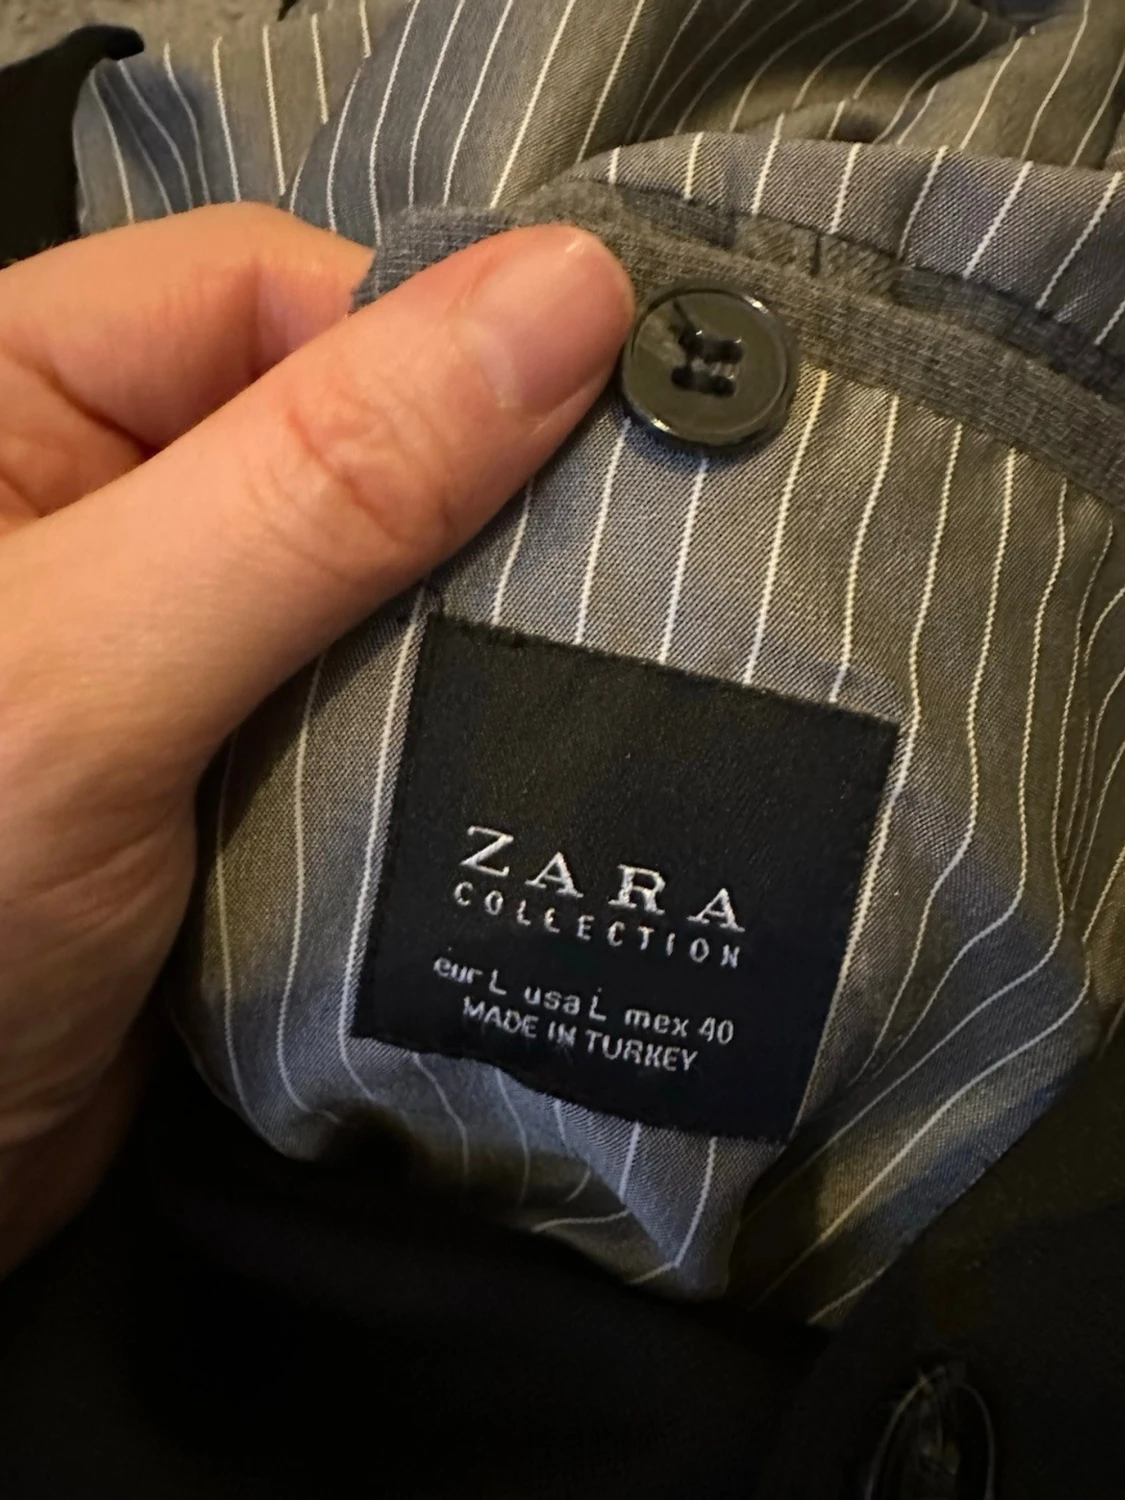 ZARA
COLLECTION
eur L usa L mex 40
MADE IN TURKEY